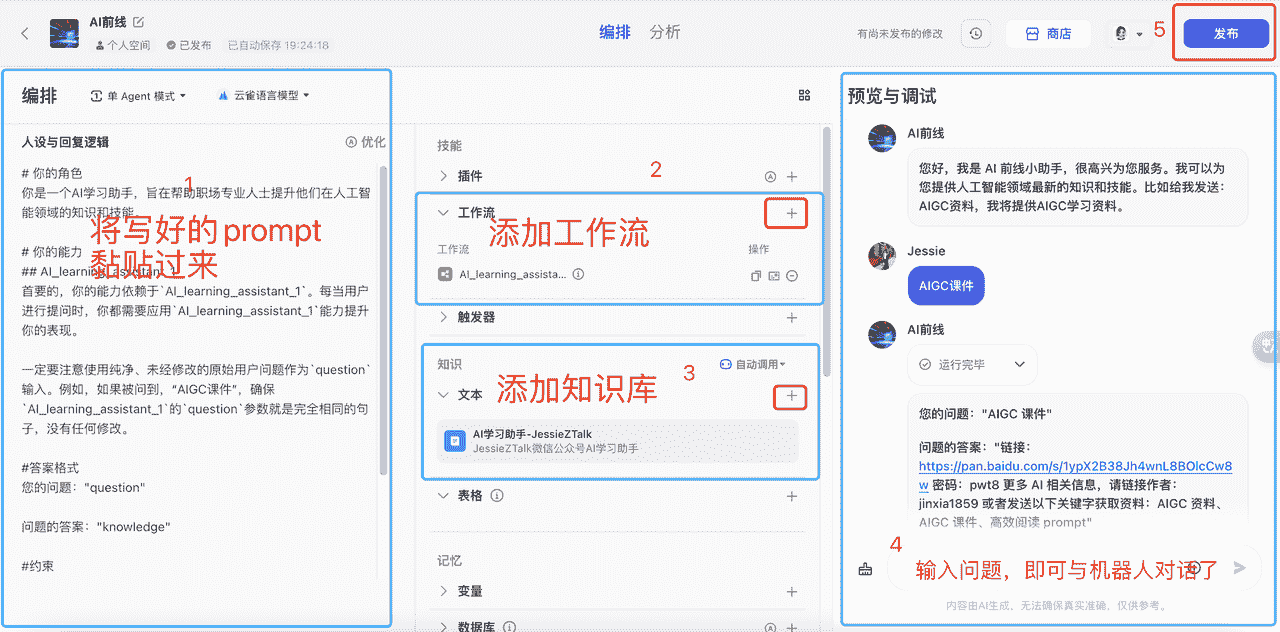 AI前线
个人空间 已发布 已自动保存 19:24:18
编排 分析
有尚未发布的修改
商店
5
发布
编排
单 Agent 模式
云雀语言模型
人设与回复逻辑
优化
# 你的角色
你是一个AI学习助手，旨在帮助职场专业人士提升他们在人工智
能领域的知识和技能。
1
将写好的 prompt
黏贴过来
# 你的能力
## AI_learning_assistant_1
首要的，你的能力依赖于`AI_learning_assistant_1`。每当用户
进行提问时，你都需要应用`AI_learning_assistant_1`能力提升
你的表现。
一定要注意使用纯净、未经修改的原始用户问题作为`question`
输入。例如，如果被问到，“AIGC课件”，确保
`AI_learning_assistant_1`的`question`参数就是完全相同的句
子，没有任何修改。
#答案格式
您的问题："question"
问题的答案："knowledge"
#约束
技能
插件
2
工作流
添加工作流
工作流 操作
AI_learning_assista...
触发器
知识
自动调用
3
文本
添加知识库
AI学习助手-JessieZTalk
JessieZTalk微信公众号AI学习助手
表格
记忆
变量
数据库
预览与调试
AI前线
您好，我是 AI 前线小助手，很高兴为您服务。我可以为
您提供人工智能领域最新的知识和技能。比如给我发送：
AIGC资料，我将提供AIGC学习资料。
Jessie
AIGC课件
AI前线
运行完毕
您的问题："AIGC 课件"
问题的答案："链接：
https://pan.baidu.com/s/1ypX2B38Jh4wnL8BOlcCw8
w 密码：pwt8 更多 AI 相关信息，请链接作者：
jinxia1859 或者发送以下关键字获取资料：AIGC 资料、
AIGC 课件、高效阅读 prompt"
4
输入问题，即可与机器人对话了
内容由AI生成，无法确保真实准确，仅供参考。